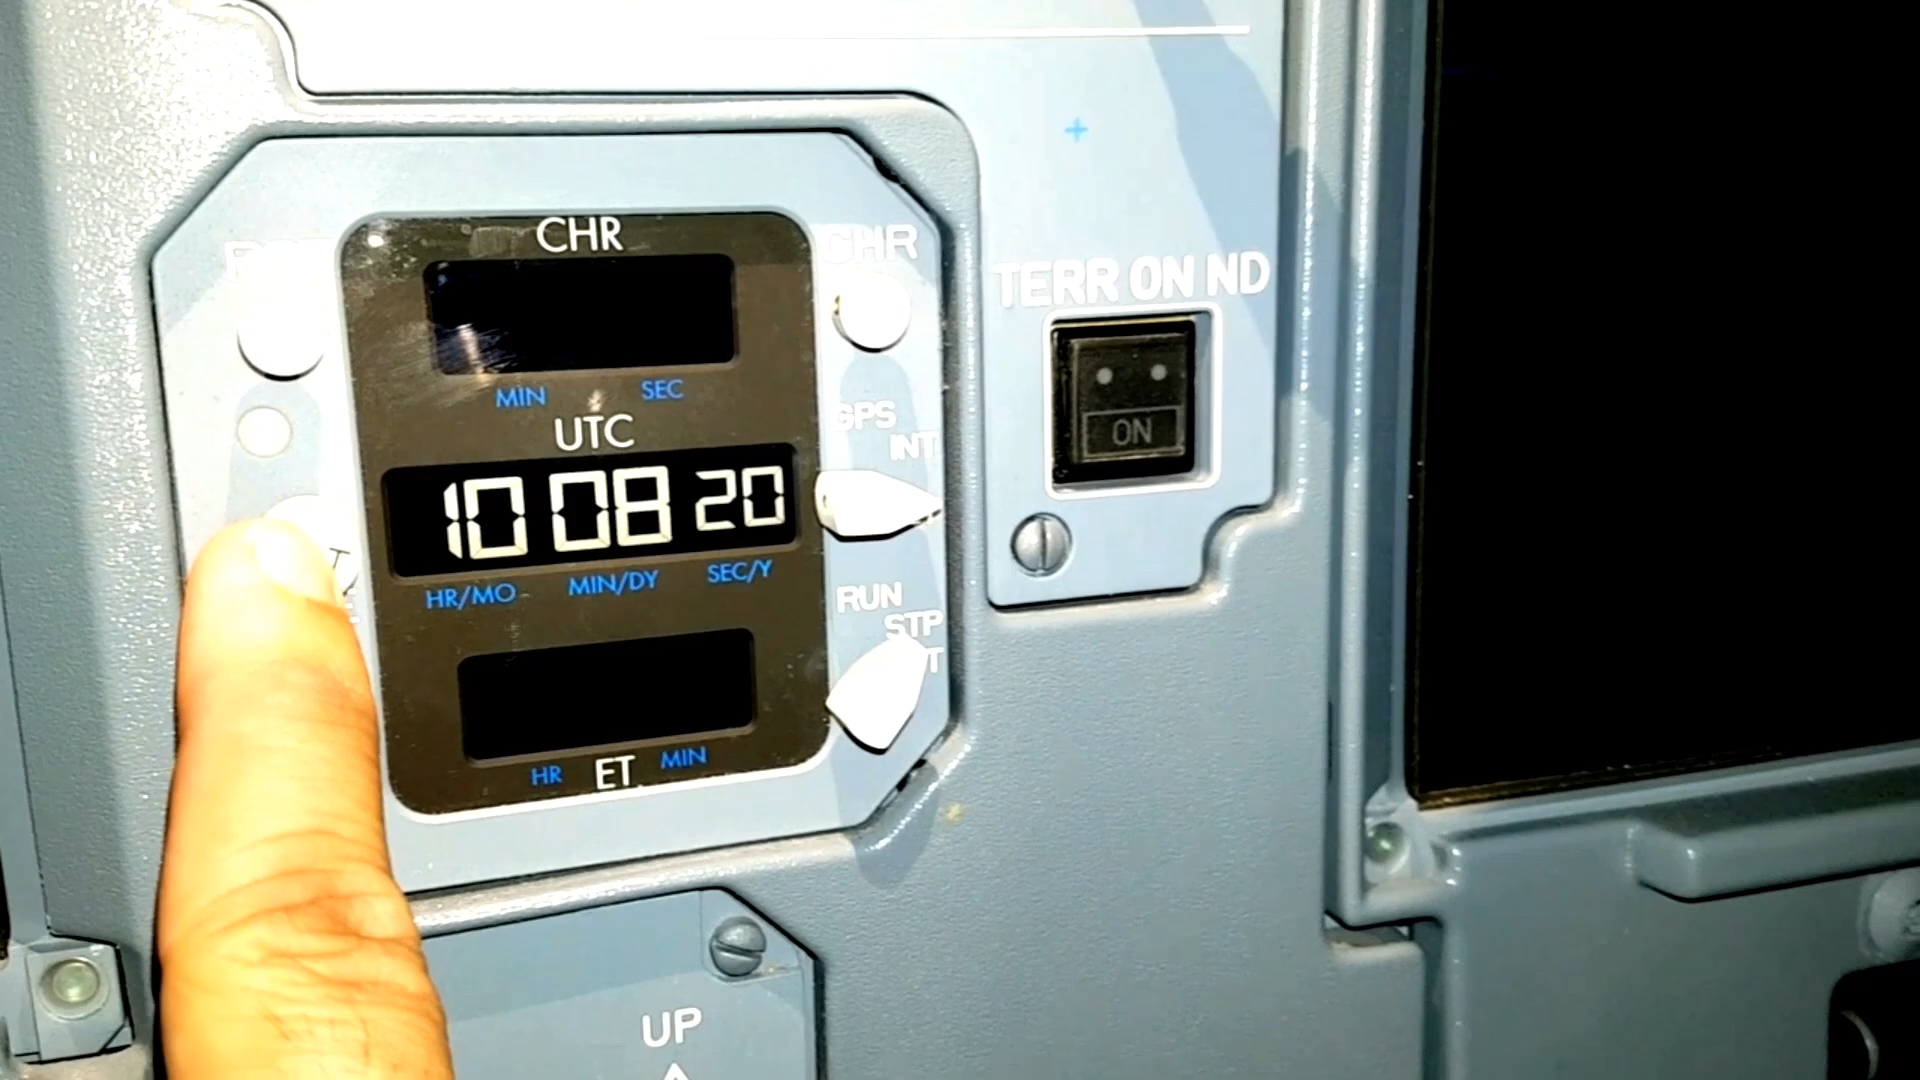 CHR
CHR
MIN SEC
TERR ON ND
ON
UTC
GPS
INT
10 08 20
HR/MO MIN/DY SEC/Y
RUN
STP
HR ET MIN
UP